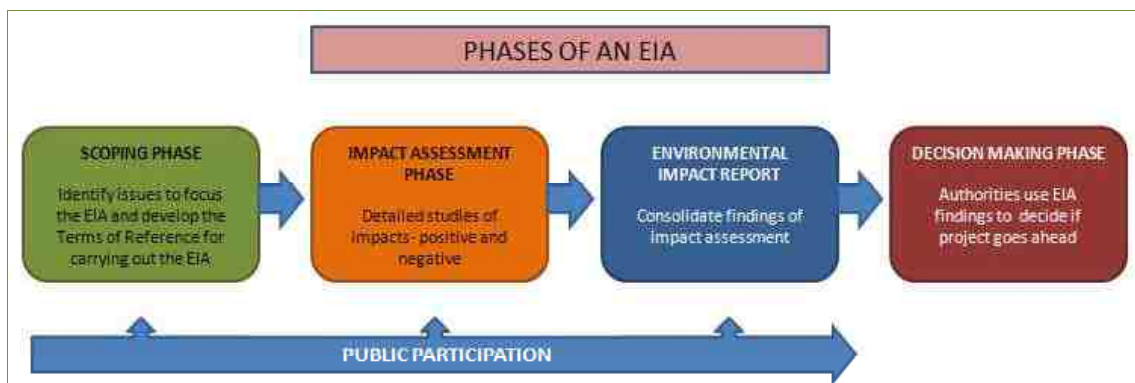 PHASES OF AN EIA
SCOPING PHASE
Identify issues to focus
the EIA and develop the
Terms of Reference for
carrying out the EIA
IMPACT ASSESSMENT
PHASE
Detailed studies of
impacts- positive and
negative
ENVIRONMENTAL
IMPACT REPORT
Consolidate findings of
impact assessment
DECISION MAKING PHASE
Authorities use EIA
findings to decide if
project goes ahead
PUBLIC PARTICIPATION